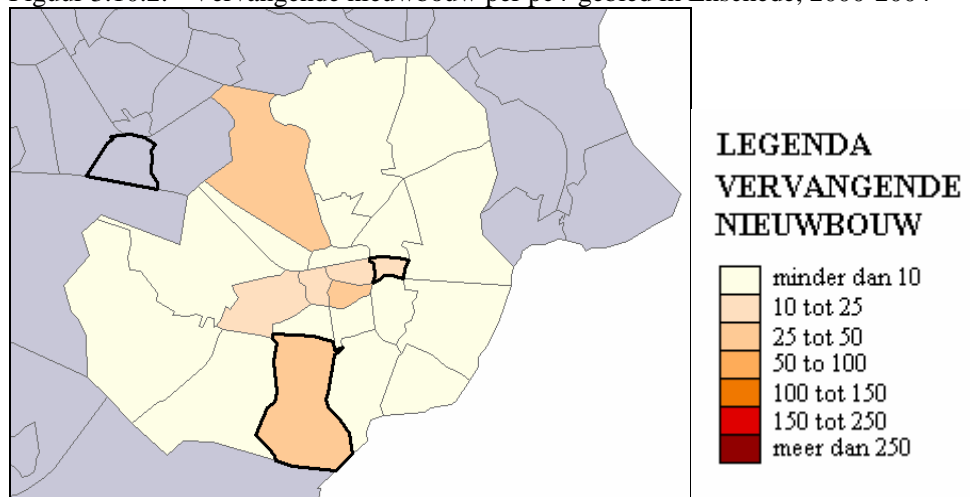 LEGENDA
VERVANGENDE
NIEUWBOUW
minder dan 10
10 tot 25
25 tot 50
50 to 100
100 tot 150
150 tot 250
meer dan 250